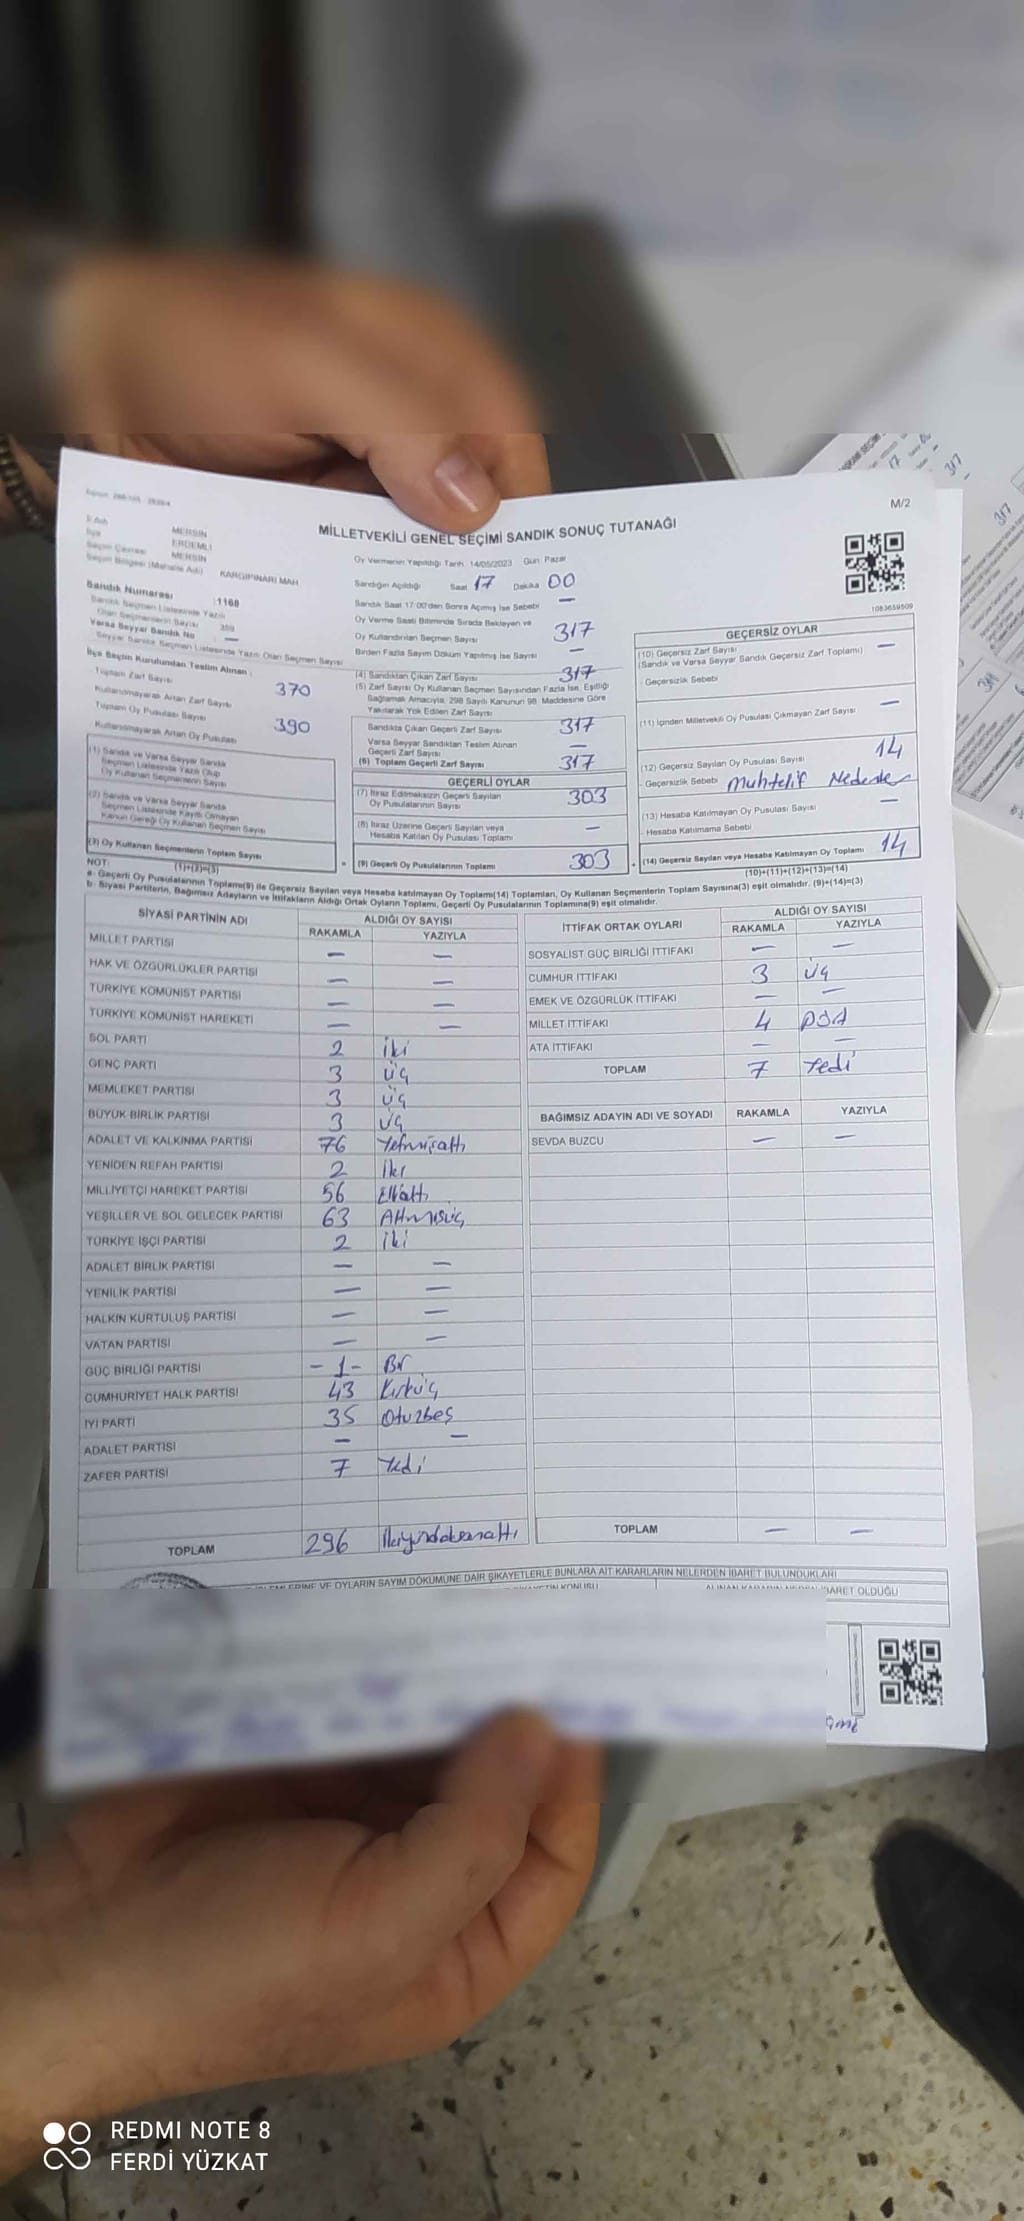 M/2
MİLLETVEKİLİ GENEL SEÇİMİ SANDIK SONUÇ TUTANAĞI
İli MERSİN
İlçe ERDEMLİ
Seçim Çevresi MERSİN
Seçim Bölgesi (Mahalle Adı) KARGIPINARI MAH.
Sandık Numarası :1168
Sandık Seçmen Listesinde Yazılı
Olan Seçmenlerin Sayısı 359
Varsa Seyyar Sandık No : —
Seyyar Sandık Seçmen Listesinde Yazılı Olan Seçmen Sayısı
İlçe Seçim Kurulundan Teslim Alınan :
Toplam Zarf Sayısı 370
Kullanılmayarak Artan Zarf Sayısı
Toplam Oy Pusulası Sayısı 390
Kullanılmayarak Artan Oy Pusulası
(1) Sandık ve Varsa Seyyar Sandık
Seçmen Listesinde Yazılı Olup
Oy Kullanan Seçmenlerin Sayısı
(2) Sandık ve Varsa Seyyar Sandık
Seçmen Listesinde Kayıtlı Olmayan
Kanun Gereği Oy Kullanan Seçmen Sayısı
(3) Oy Kullanan Seçmenlerin Toplam Sayısı
(1)+(2)=(3)
Oy Vermenin Yapıldığı Tarih: 14/05/2023 Gün: Pazar
Sandığın Açıldığı Saat 17 Dakika 00
Sandık Saat 17:00'den Sonra Açılmış İse Sebebi —
Oy Verme Saati Bitiminde Sırada Bekleyen ve
Oy Kullandırılan Seçmen Sayısı 317
Birden Fazla Sayım Döküm Yapılmış İse Sayısı —
(4) Sandıktan Çıkan Zarf Sayısı 317
(5) Zarf Sayısı Oy Kullanan Seçmen Sayısından Fazla İse, Eşitliği
Sağlamak Amacıyla, 298 Sayılı Kanunun 98. Maddesine Göre
Yakılarak Yok Edilen Zarf Sayısı
Sandıkta Çıkan Geçerli Zarf Sayısı 317
Varsa Seyyar Sandıktan Teslim Alınan
Geçerli Zarf Sayısı —
(6) Toplam Geçerli Zarf Sayısı 317
GEÇERLİ OYLAR
(7) İtiraz Edilmeksizin Geçerli Sayılan
Oy Pusulalarının Sayısı 303
(8) İtiraz Üzerine Geçerli Sayılan veya
Hesaba Katılan Oy Pusulası Toplamı —
(9) Geçerli Oy Pusulalarının Toplamı 303
1083659509
GEÇERSİZ OYLAR
(10) Geçersiz Zarf Sayısı —
(Sandık ve Varsa Seyyar Sandık Geçersiz Zarf Toplamı)
- Geçersizlik Sebebi
(11) İçinden Milletvekili Oy Pusulası Çıkmayan Zarf Sayısı —
(12) Geçersiz Sayılan Oy Pusulası Sayısı 14
- Geçersizlik Sebebi muhtelif Nedenler
(13) Hesaba Katılmayan Oy Pusulası Sayısı —
- Hesaba Katılmama Sebebi
(14) Geçersiz Sayılan veya Hesaba Katılmayan Oy Toplamı 14
(10)+(11)+(12)+(13)=(14)
NOT:
a- Geçerli Oy Pusulalarının Toplamı(9) ile Geçersiz Sayılan veya Hesaba katılmayan Oy Toplamı(14) Toplamları, Oy Kullanan Seçmenlerin Toplam Sayısına(3) eşit olmalıdır. (9)+(14)=(3)
b- Siyasi Partilerin, Bağımsız Adayların ve İttifakların Aldığı Ortak Oyların Toplamı, Geçerli Oy Pusulalarının Toplamına(9) eşit olmalıdır.
SİYASİ PARTİNİN ADI ALDIĞI OY SAYISI
RAKAMLA YAZIYLA
MİLLET PARTİSİ — —
HAK VE ÖZGÜRLÜKLER PARTİSİ — —
TÜRKİYE KOMÜNİST PARTİSİ — —
TÜRKİYE KOMÜNİST HAREKETİ — —
SOL PARTİ 2 iki
GENÇ PARTİ 3 üç
MEMLEKET PARTİSİ 3 üç
BÜYÜK BİRLİK PARTİSİ 3 üç
ADALET VE KALKINMA PARTİSİ 76 Yetmişaltı
YENİDEN REFAH PARTİSİ 2 iki
MİLLİYETÇİ HAREKET PARTİSİ 56 Ellialtı
YEŞİLLER VE SOL GELECEK PARTİSİ 63 Altmışüç
TÜRKİYE İŞÇİ PARTİSİ 2 iki
ADALET BİRLİK PARTİSİ — —
YENİLİK PARTİSİ — —
HALKIN KURTULUŞ PARTİSİ — —
VATAN PARTİSİ — —
GÜÇ BİRLİĞİ PARTİSİ -1- Bir
CUMHURİYET HALK PARTİSİ 43 Kırküç
İYİ PARTİ 35 Otuzbeş
ADALET PARTİSİ — —
ZAFER PARTİSİ 7 Yedi
TOPLAM 296 ikiyüzdoksanaltı
İTTİFAK ORTAK OYLARI ALDIĞI OY SAYISI
RAKAMLA YAZIYLA
SOSYALİST GÜÇ BİRLİĞİ İTTİFAKI — —
CUMHUR İTTİFAKI 3 üç
EMEK VE ÖZGÜRLÜK İTTİFAKI — —
MİLLET İTTİFAKI 4 Dört
ATA İTTİFAKI — —
TOPLAM 7 Yedi
BAĞIMSIZ ADAYIN ADI VE SOYADI RAKAMLA YAZIYLA
SEVDA BUZCU — —
TOPLAM — —
VE OYLARIN SAYIM DÖKÜMÜNE DAİR ŞİKAYETLERLE BUNLARA AİT KARARLARIN NELERDEN İBARET BULUNDUKLARI
REDMI NOTE 8
FERDİ YÜZKAT